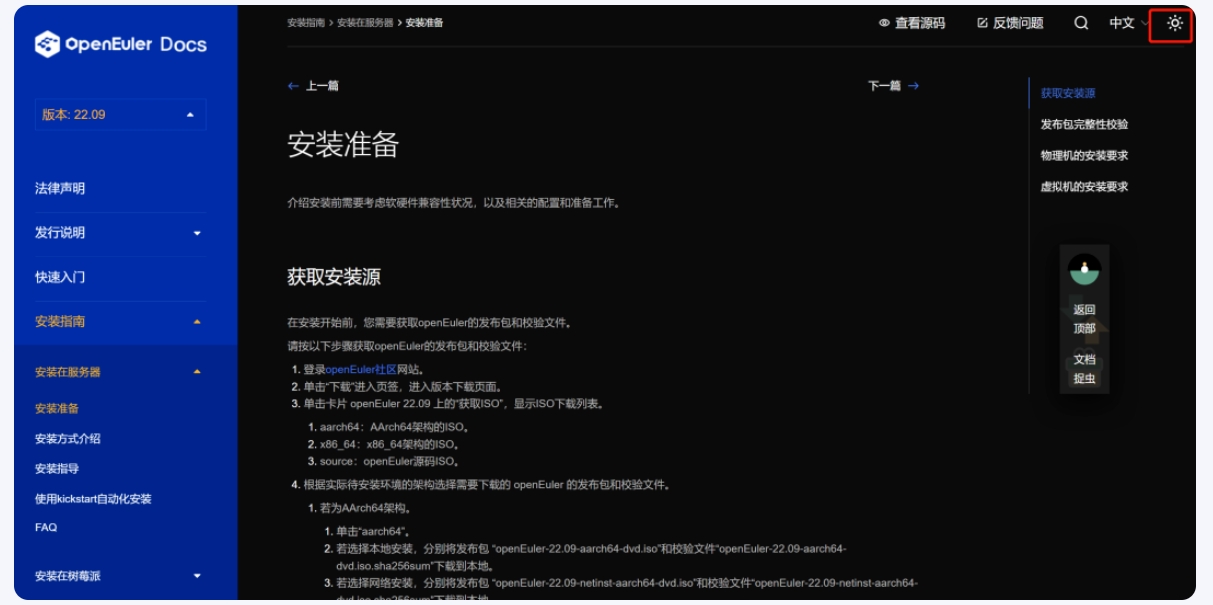 OpenEuler Docs
版本: 22.09
法律声明
发行说明
快速入门
安装指南
安装在服务器
安装准备
安装方式介绍
安装指导
使用kickstart自动化安装
FAQ
安装在树莓派
安装指南 › 安装在服务器 › 安装准备
查看源码
反馈问题
中文
← 上一篇
下一篇 →
安装准备
介绍安装前需要考虑软硬件兼容性状况，以及相关的配置和准备工作。
获取安装源
在安装开始前，您需要获取openEuler的发布包和校验文件。
请按以下步骤获取openEuler的发布包和校验文件：
1. 登录openEuler社区网站。
2. 单击“下载”进入页签，进入版本下载页面。
3. 单击卡片 openEuler 22.09 上的“获取ISO”，显示ISO下载列表。
1. aarch64：AArch64架构的ISO。
2. x86_64：x86_64架构的ISO。
3. source：openEuler源码ISO。
4. 根据实际待安装环境的架构选择需要下载的 openEuler 的发布包和校验文件。
1. 若为AArch64架构。
1. 单击“aarch64”。
2. 若选择本地安装，分别将发布包 “openEuler-22.09-aarch64-dvd.iso”和校验文件“openEuler-22.09-aarch64-
dvd.iso.sha256sum”下载到本地。
3. 若选择网络安装，分别将发布包 “openEuler-22.09-netinst-aarch64-dvd.iso”和校验文件“openEuler-22.09-netinst-aarch64-
dvd.iso.sha256sum”下载到本地。
获取安装源
发布包完整性校验
物理机的安装要求
虚拟机的安装要求
返回
顶部
文档
捉虫